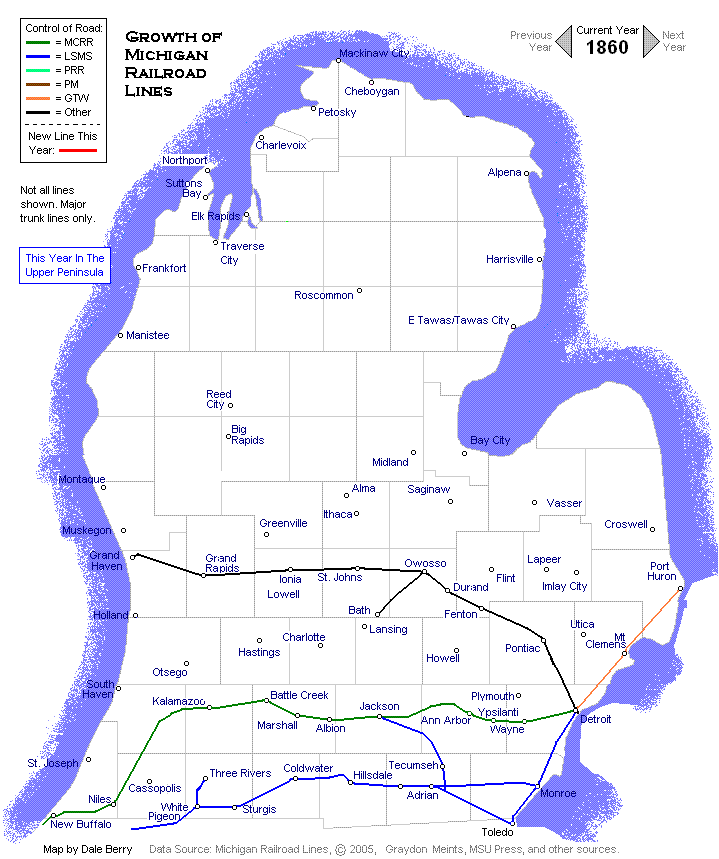 Control of Road:
= MCRR
= LSMS
= PRR
= PM
= GTW
= Other
New Line This
Year:
Growth of
Michigan
Railroad
Lines
Previous
Year
Current Year
1860
Next
Year
Not all lines
shown. Major
trunk lines only.
This Year In The
Upper Peninsula
Mackinaw City
Cheboygan
Petosky
Charlevoix
Northport
Suttons
Bay
Elk Rapids
Traverse
City
Alpena
Frankfort
Harrisville
Roscommon
E Tawas/Tawas City
Manistee
Reed
City
Big
Rapids
Bay City
Midland
Montaque
Alma
Saginaw
Ithaca
Vasser
Muskegon
Greenville
Croswell
Grand
Haven
Grand
Rapids
Ionia
Lowell
St. Johns
Owosso
Durand
Flint
Lapeer
Imlay City
Port
Huron
Holland
Bath
Lansing
Fenton
Utica
Mt
Clemens
Hastings
Charlotte
Howell
Pontiac
Otsego
South
Haven
Kalamazoo
Battle Creek
Marshall
Albion
Jackson
Ann Arbor
Plymouth
Ypsilanti
Wayne
Detroit
St. Joseph
Cassopolis
Three Rivers
Coldwater
Hillsdale
Tecumseh
Adrian
Monroe
Niles
New Buffalo
White
Pigeon
Sturgis
Toledo
Map by Dale Berry
Data Source: Michigan Railroad Lines, © 2005, Graydon Meints, MSU Press, and other sources.